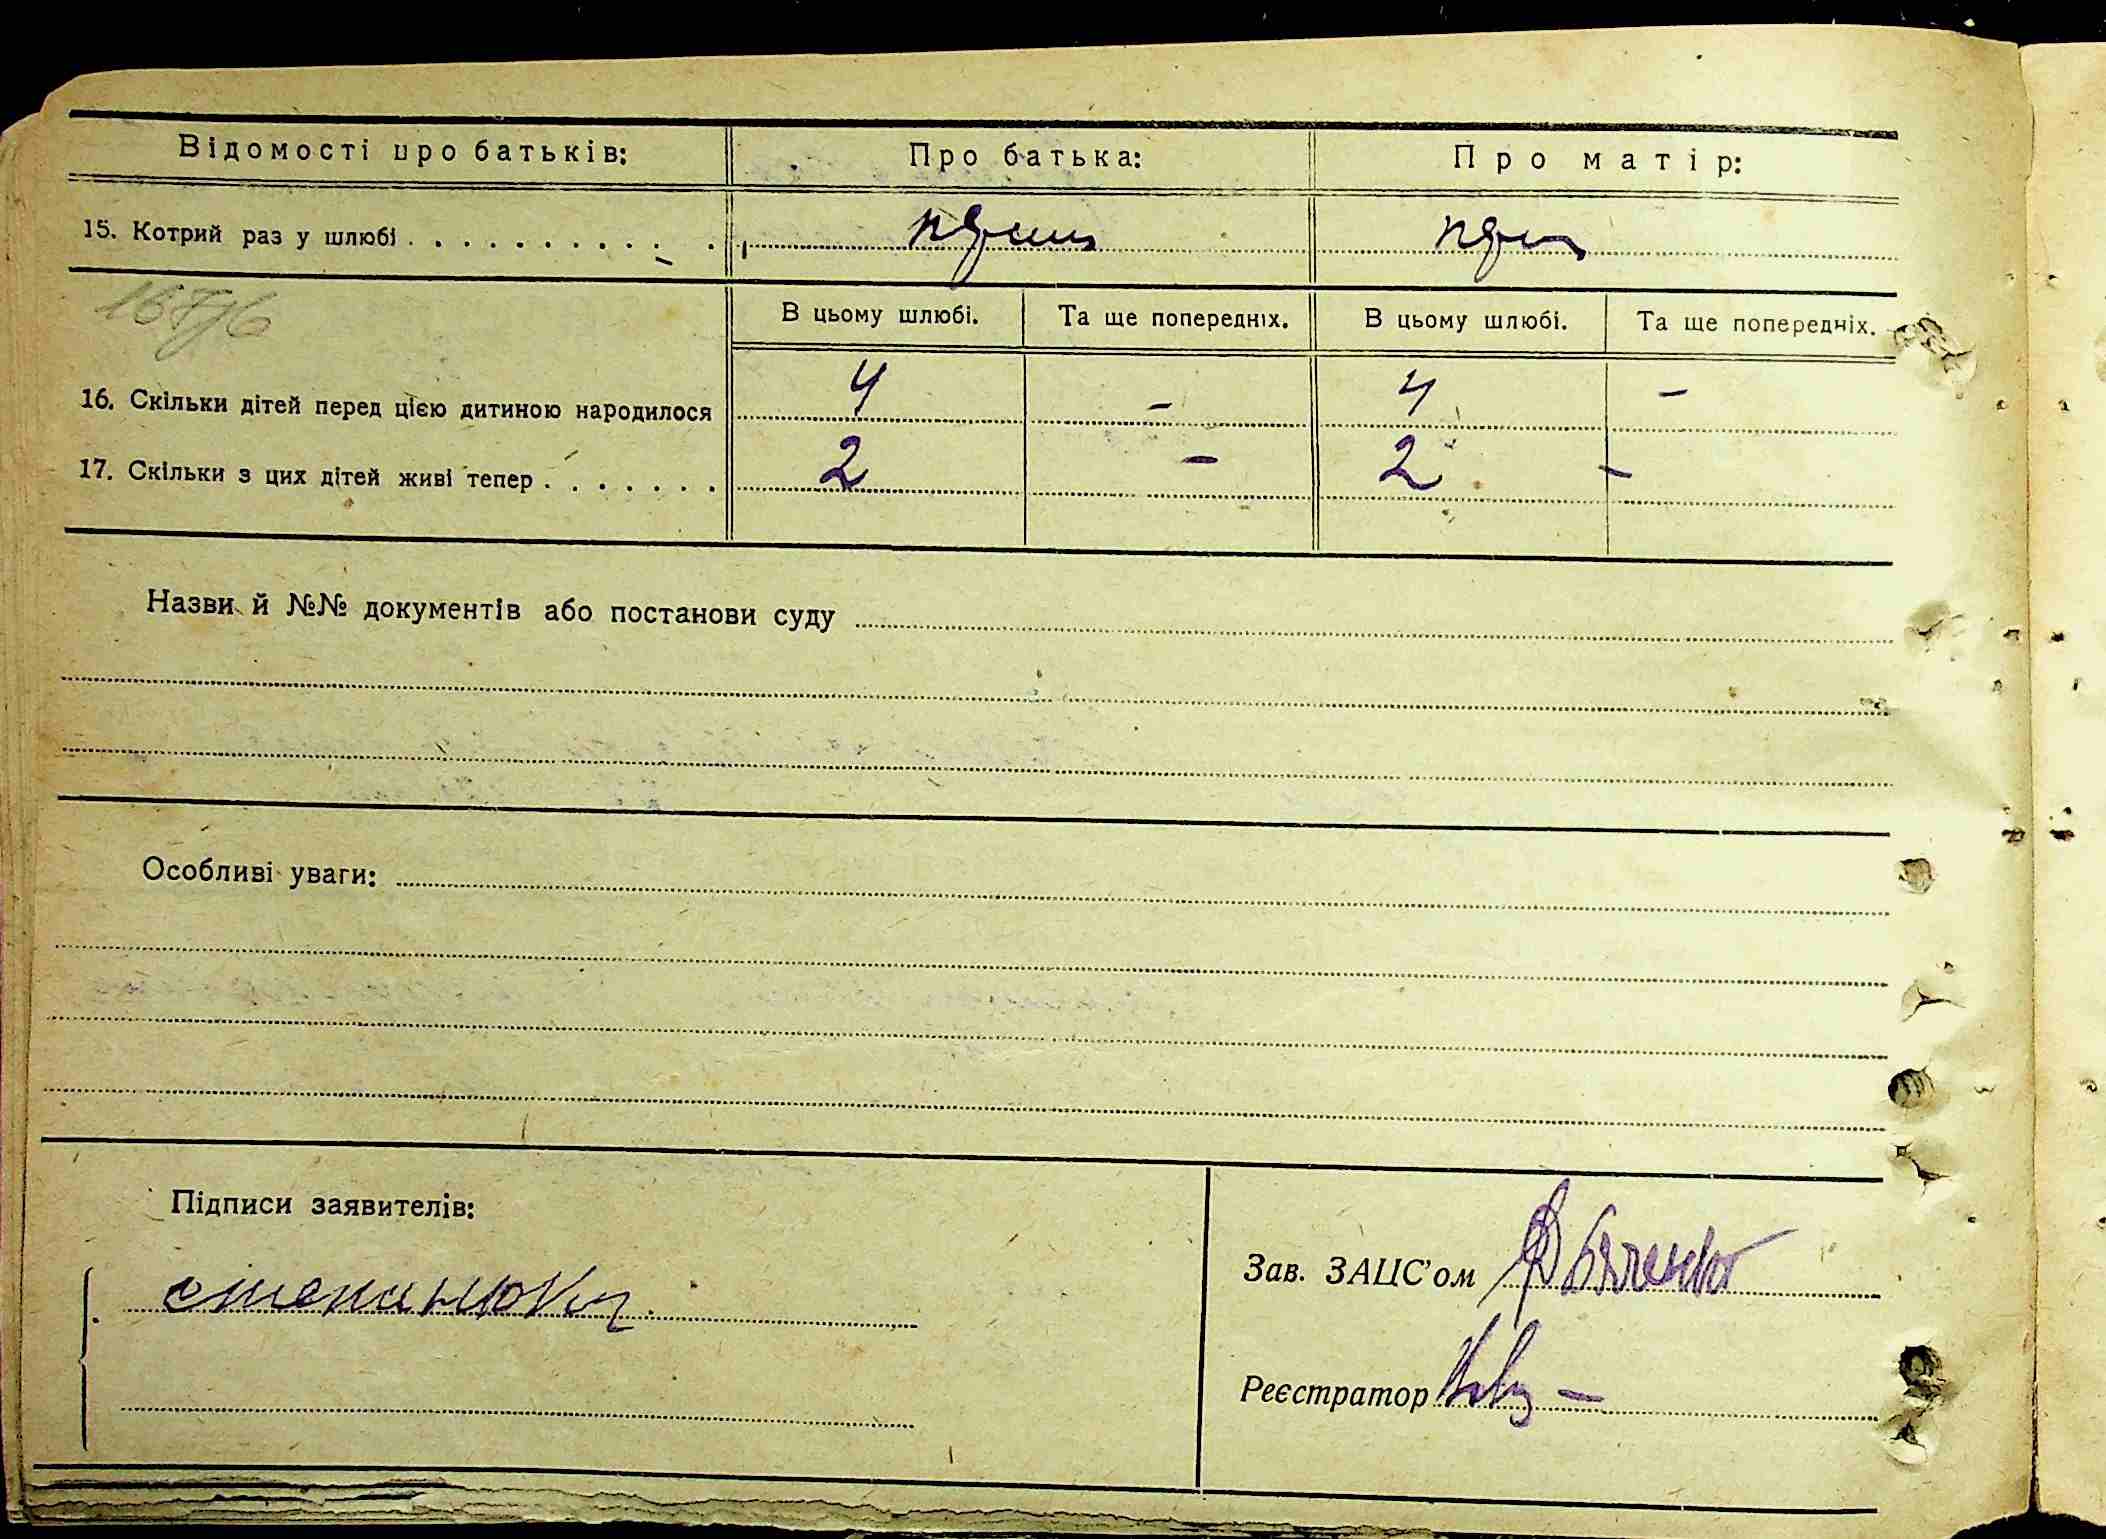 Відомості про батьків: Про батька: Про матір:
15. Котрий раз у шлюбі перший
В цьому шлюбі. Та ще попередніх. В цьому шлюбі. Та ще попередніх.
16. Скільки дітей перед цією дитиною народилося 4 - 4 -
17. Скільки з цих дітей живі тепер 2 - 2 -
Назви й №№ документів або постанови суду
Особливі уваги:
Підписи заявителів:
Зав. ЗАЦС'ом
степанюк
Реєстратор